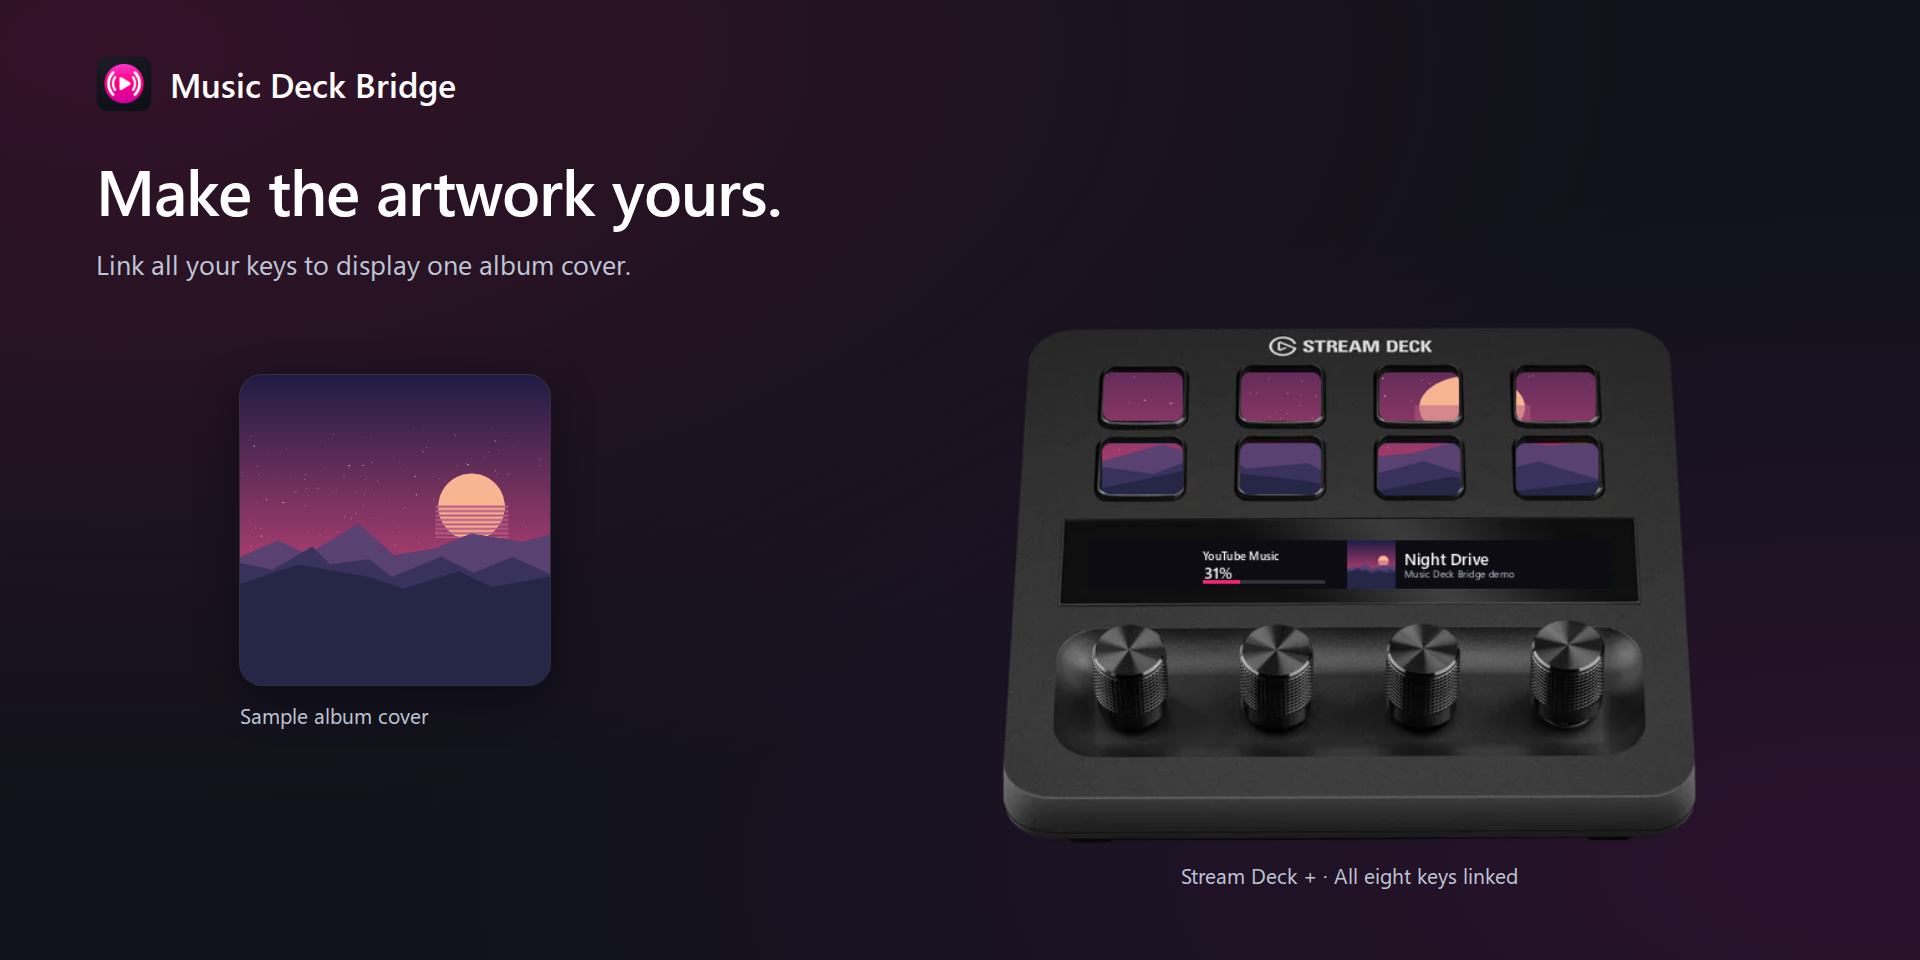 Music Deck Bridge
Make the artwork yours.
Link all your keys to display one album cover.
Sample album cover
STREAM DECK
YouTube Music
31%
Night Drive
Music Deck Bridge demo
Stream Deck + · All eight keys linked